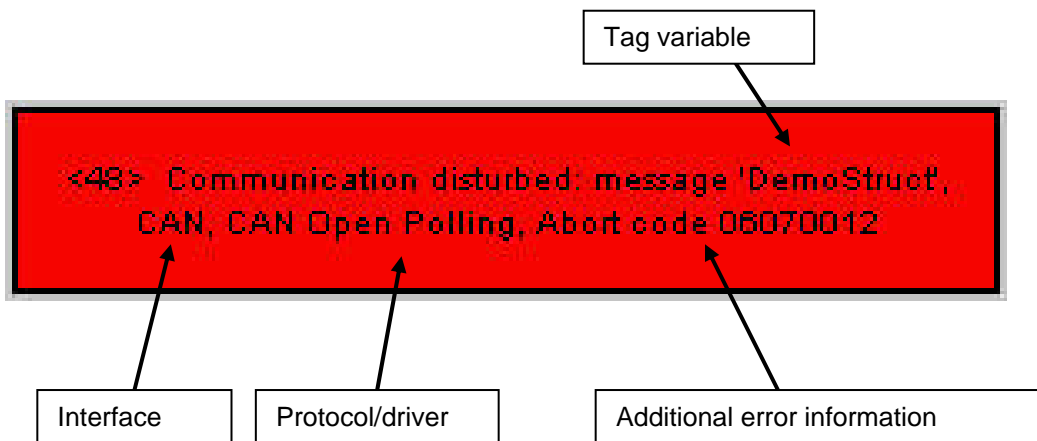 Tag variable
<48> Communication disturbed: message 'DemoStruct',
CAN, CAN Open Polling, Abort code 06070012
Interface
Protocol/driver
Additional error information